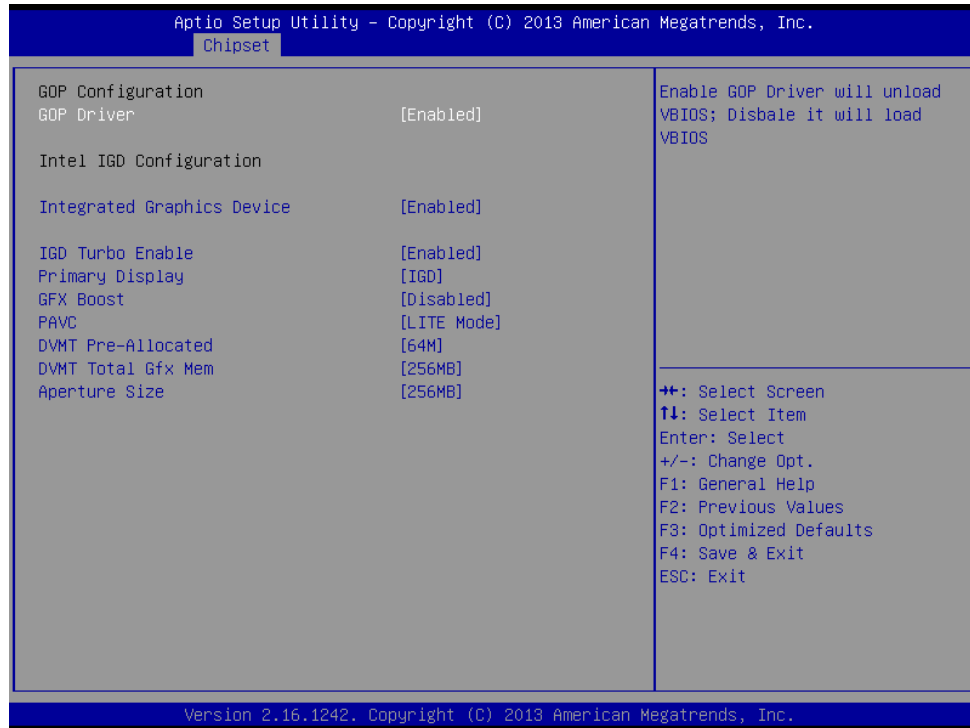 Aptio Setup Utility – Copyright (C) 2013 American Megatrends, Inc.
Chipset
GOP Configuration
GOP Driver [Enabled]
Intel IGD Configuration
Integrated Graphics Device [Enabled]
IGD Turbo Enable [Enabled]
Primary Display [IGD]
GFX Boost [Disabled]
PAVC [LITE Mode]
DVMT Pre-Allocated [64M]
DVMT Total Gfx Mem [256MB]
Aperture Size [256MB]
Enable GOP Driver will unload
VBIOS; Disbale it will load
VBIOS
→←: Select Screen
↑↓: Select Item
Enter: Select
+/-: Change Opt.
F1: General Help
F2: Previous Values
F3: Optimized Defaults
F4: Save & Exit
ESC: Exit
Version 2.16.1242. Copyright (C) 2013 American Megatrends, Inc.